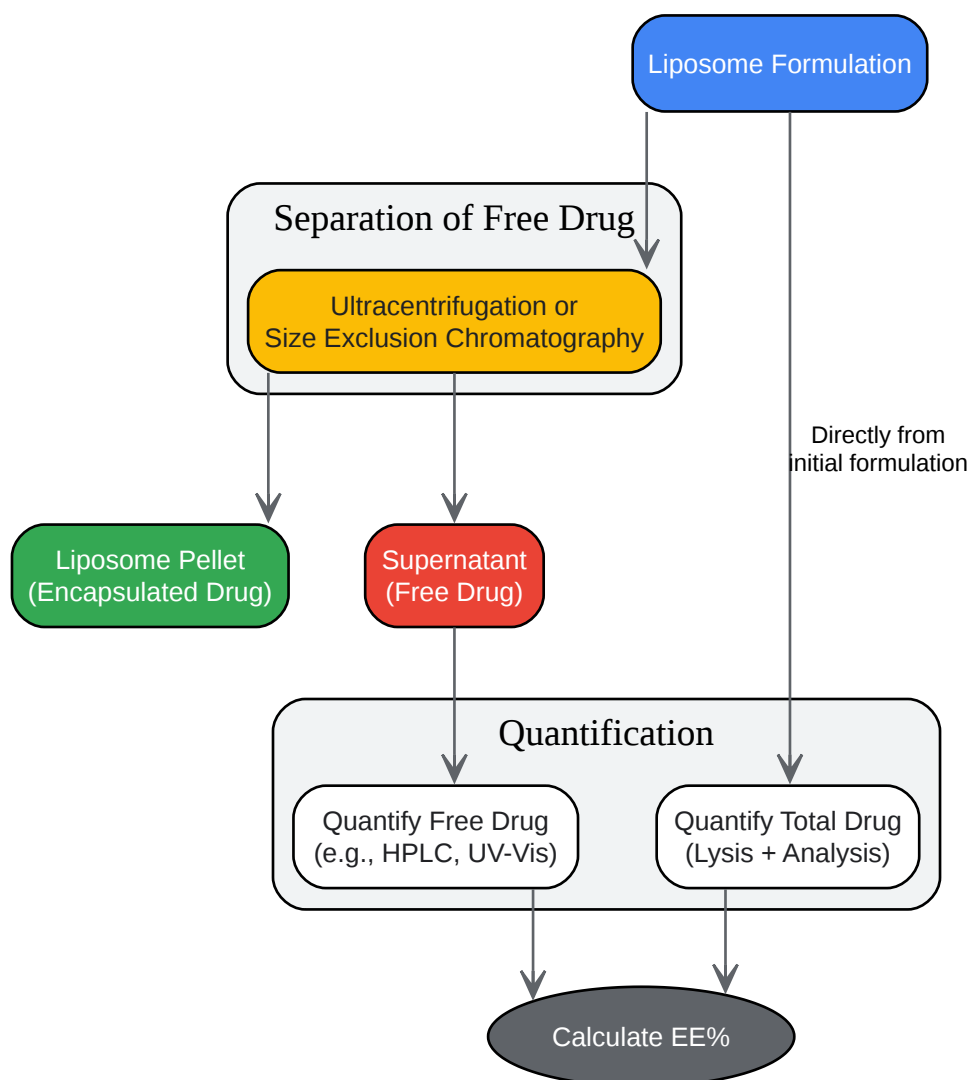 Liposome Formulation
Separation of Free Drug
Ultracentrifugation or
Size Exclusion Chromatography
Directly from
initial formulation
Liposome Pellet
(Encapsulated Drug)
Supernatant
(Free Drug)
Quantification
Quantify Free Drug
(e.g., HPLC, UV-Vis)
Quantify Total Drug
(Lysis + Analysis)
Calculate EE%